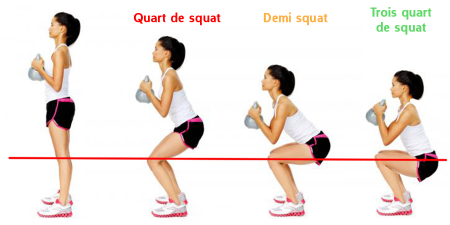 Quart de squat
Demi squat
Trois quart
de squat